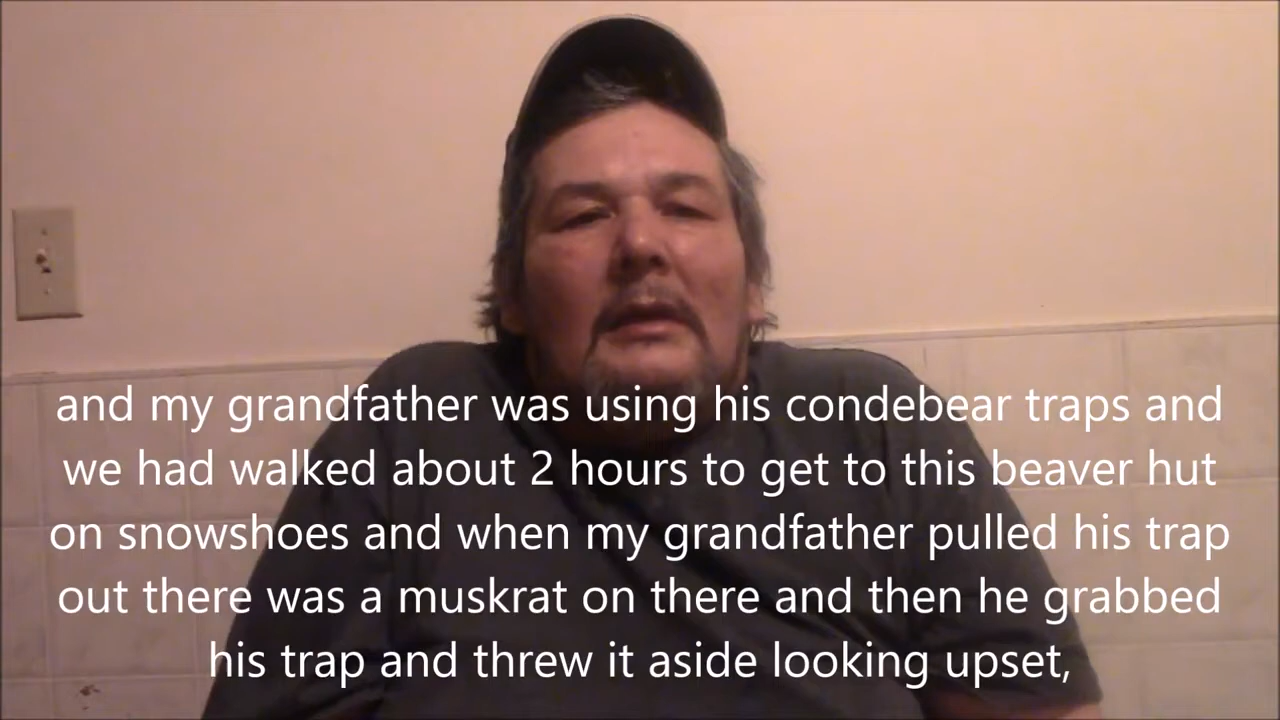 and my grandfather was using his condebear traps and
we had walked about 2 hours to get to this beaver hut
on snowshoes and when my grandfather pulled his trap
out there was a muskrat on there and then he grabbed
his trap and threw it aside looking upset,